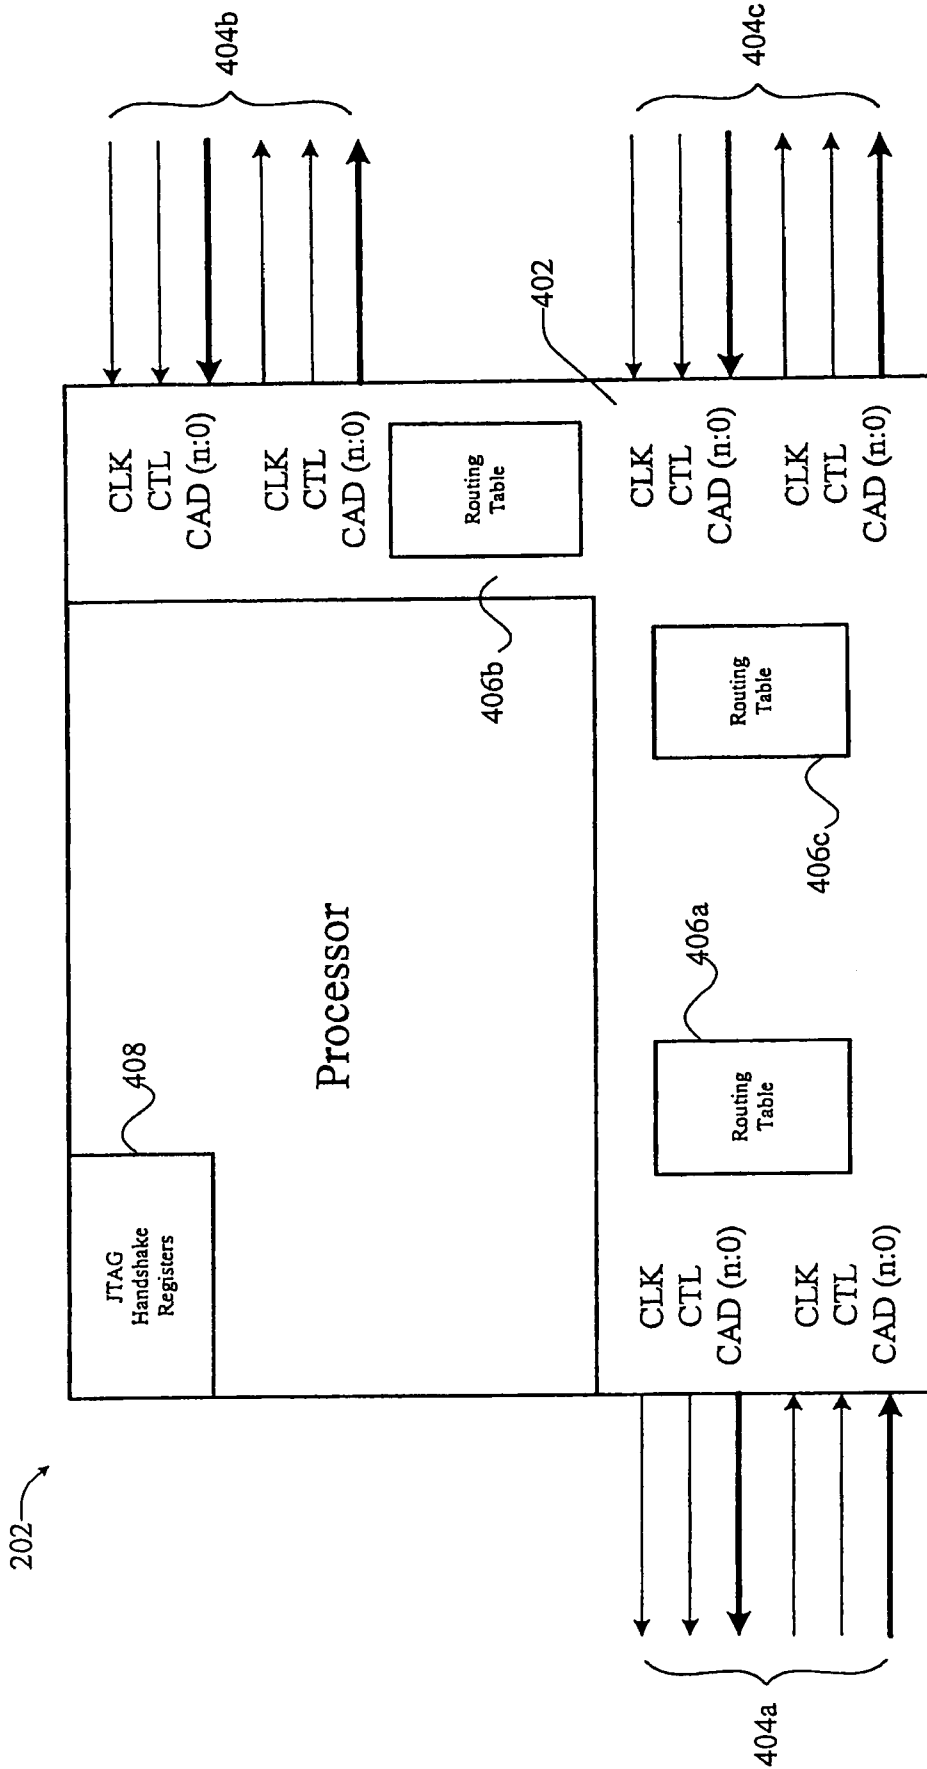 202
JTAG
Handshake
Registers
408
Processor
CLK
CTL
CAD (n:0)
CLK
CTL
CAD (n:0)
404b
406b
Routing
Table
402
404a
CLK
CTL
CAD (n:0)
CLK
CTL
CAD (n:0)
Routing
Table
406a
Routing
Table
406c
CLK
CTL
CAD (n:0)
CLK
CTL
CAD (n:0)
404c